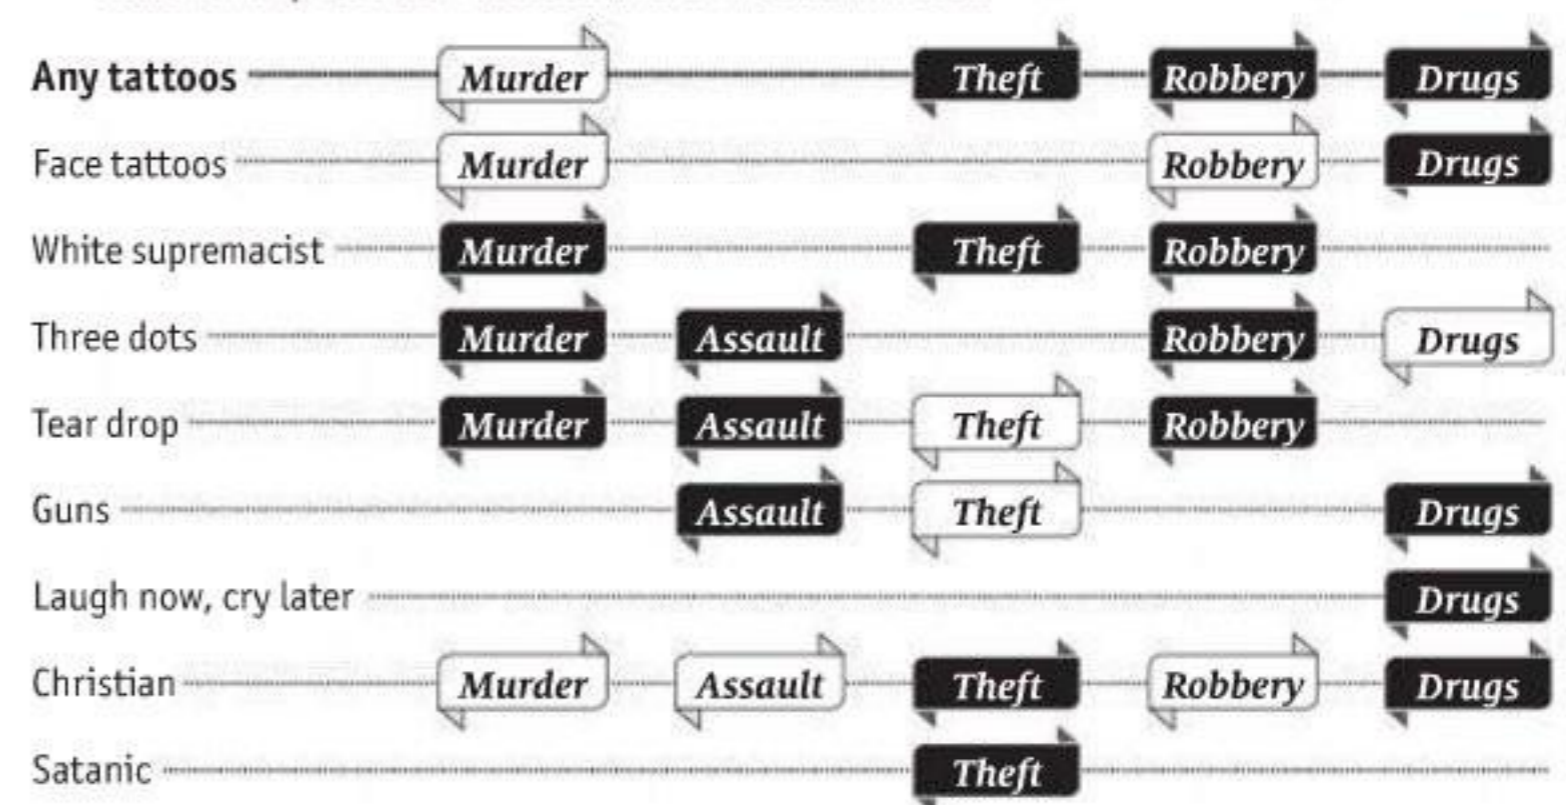 Any tattoos Murder Theft Robbery Drugs
Face tattoos Murder Robbery Drugs
White supremacist Murder Theft Robbery
Three dots Murder Assault Robbery Drugs
Tear drop Murder Assault Theft Robbery
Guns Assault Theft Drugs
Laugh now, cry later Drugs
Christian Murder Assault Theft Robbery Drugs
Satanic Theft